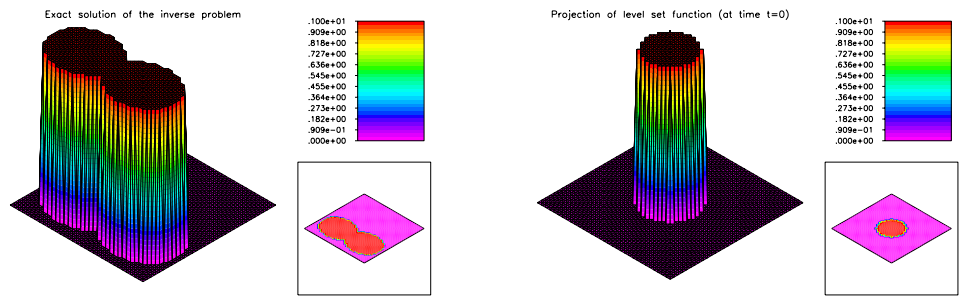 Exact solution of the inverse problem
.100e+01
.909e+00
.818e+00
.727e+00
.636e+00
.545e+00
.455e+00
.364e+00
.273e+00
.182e+00
.909e-01
.000e+00
Projection of level set function (at time t=0)
.100e+01
.909e+00
.818e+00
.727e+00
.636e+00
.545e+00
.455e+00
.364e+00
.273e+00
.182e+00
.909e-01
.000e+00